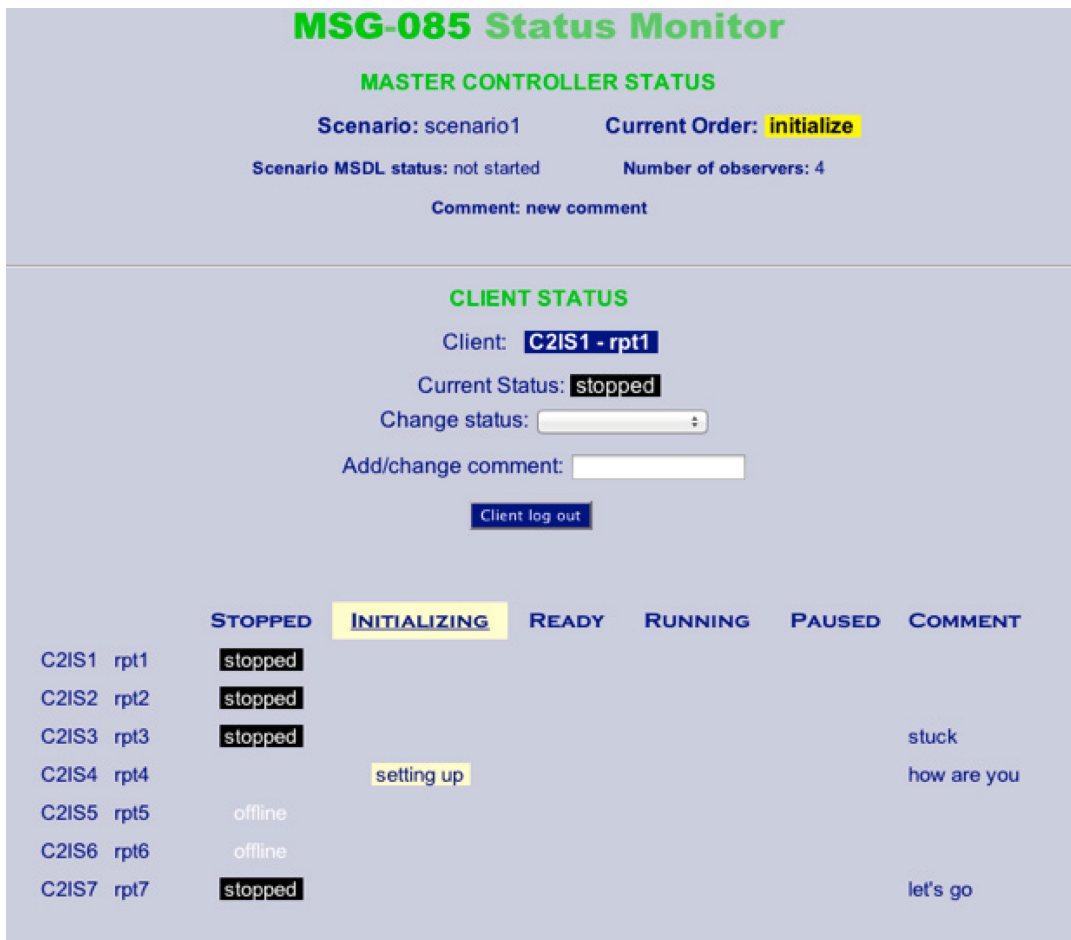 MSG-085 Status Monitor
MASTER CONTROLLER STATUS
Scenario: scenario1 Current Order: initialize
Scenario MSDL status: not started Number of observers: 4
Comment: new comment
CLIENT STATUS
Client: C2IS1 - rpt1
Current Status: stopped
Change status:
Add/change comment:
Client log out
STOPPED INITIALIZING READY RUNNING PAUSED COMMENT
C2IS1 rpt1 stopped
C2IS2 rpt2 stopped
C2IS3 rpt3 stopped stuck
C2IS4 rpt4 setting up how are you
C2IS5 rpt5 offline
C2IS6 rpt6 offline
C2IS7 rpt7 stopped let's go